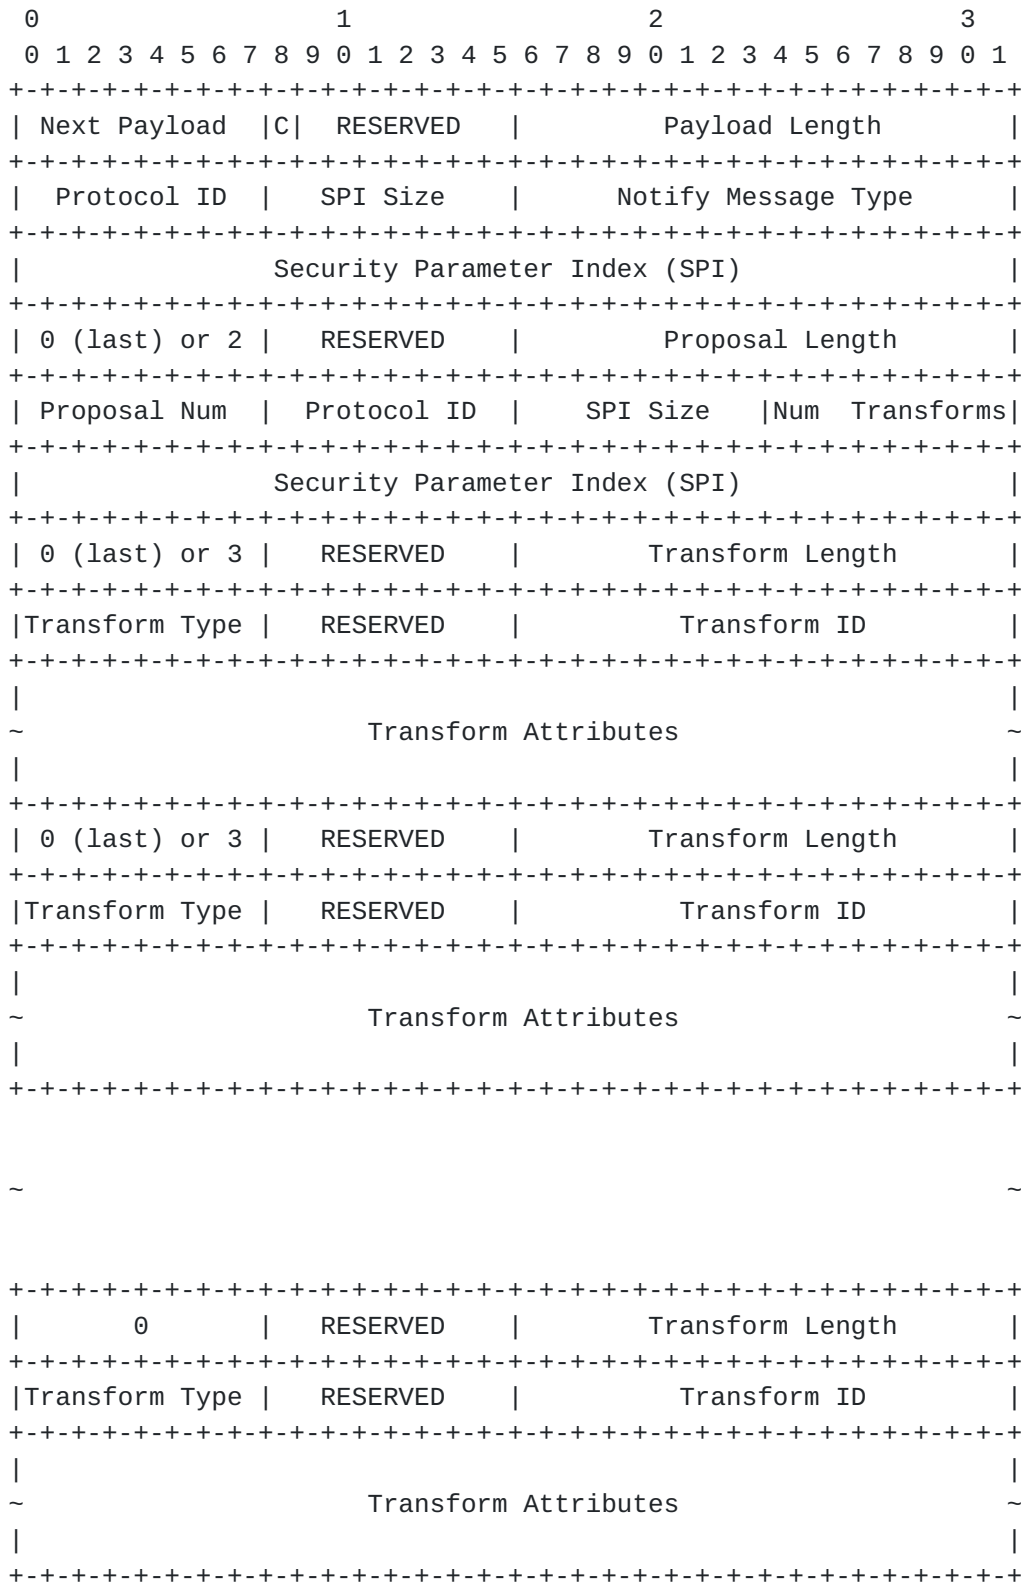 0                   1                   2                   3
 0 1 2 3 4 5 6 7 8 9 0 1 2 3 4 5 6 7 8 9 0 1 2 3 4 5 6 7 8 9 0 1
+-+-+-+-+-+-+-+-+-+-+-+-+-+-+-+-+-+-+-+-+-+-+-+-+-+-+-+-+-+-+-+-+
| Next Payload  |C|  RESERVED   |         Payload Length        |
+-+-+-+-+-+-+-+-+-+-+-+-+-+-+-+-+-+-+-+-+-+-+-+-+-+-+-+-+-+-+-+-+
|  Protocol ID  |   SPI Size    |      Notify Message Type      |
+-+-+-+-+-+-+-+-+-+-+-+-+-+-+-+-+-+-+-+-+-+-+-+-+-+-+-+-+-+-+-+-+
|                Security Parameter Index (SPI)                 |
+-+-+-+-+-+-+-+-+-+-+-+-+-+-+-+-+-+-+-+-+-+-+-+-+-+-+-+-+-+-+-+-+
| 0 (last) or 2 |   RESERVED    |         Proposal Length       |
+-+-+-+-+-+-+-+-+-+-+-+-+-+-+-+-+-+-+-+-+-+-+-+-+-+-+-+-+-+-+-+-+
| Proposal Num  |  Protocol ID  |    SPI Size   |Num  Transforms|
+-+-+-+-+-+-+-+-+-+-+-+-+-+-+-+-+-+-+-+-+-+-+-+-+-+-+-+-+-+-+-+-+
|                Security Parameter Index (SPI)                 |
+-+-+-+-+-+-+-+-+-+-+-+-+-+-+-+-+-+-+-+-+-+-+-+-+-+-+-+-+-+-+-+-+
| 0 (last) or 3 |   RESERVED    |        Transform Length       |
+-+-+-+-+-+-+-+-+-+-+-+-+-+-+-+-+-+-+-+-+-+-+-+-+-+-+-+-+-+-+-+-+
|Transform Type |   RESERVED    |          Transform ID         |
+-+-+-+-+-+-+-+-+-+-+-+-+-+-+-+-+-+-+-+-+-+-+-+-+-+-+-+-+-+-+-+-+
|                                                               |
~                      Transform Attributes                     ~
|                                                               |
+-+-+-+-+-+-+-+-+-+-+-+-+-+-+-+-+-+-+-+-+-+-+-+-+-+-+-+-+-+-+-+-+
| 0 (last) or 3 |   RESERVED    |        Transform Length       |
+-+-+-+-+-+-+-+-+-+-+-+-+-+-+-+-+-+-+-+-+-+-+-+-+-+-+-+-+-+-+-+-+
|Transform Type |   RESERVED    |          Transform ID         |
+-+-+-+-+-+-+-+-+-+-+-+-+-+-+-+-+-+-+-+-+-+-+-+-+-+-+-+-+-+-+-+-+
|                                                               |
~                      Transform Attributes                     ~
|                                                               |
+-+-+-+-+-+-+-+-+-+-+-+-+-+-+-+-+-+-+-+-+-+-+-+-+-+-+-+-+-+-+-+-+
~                                                               ~
+-+-+-+-+-+-+-+-+-+-+-+-+-+-+-+-+-+-+-+-+-+-+-+-+-+-+-+-+-+-+-+-+
|       0       |   RESERVED    |        Transform Length       |
+-+-+-+-+-+-+-+-+-+-+-+-+-+-+-+-+-+-+-+-+-+-+-+-+-+-+-+-+-+-+-+-+
|Transform Type |   RESERVED    |          Transform ID         |
+-+-+-+-+-+-+-+-+-+-+-+-+-+-+-+-+-+-+-+-+-+-+-+-+-+-+-+-+-+-+-+-+
|                                                               |
~                      Transform Attributes                     ~
|                                                               |
+-+-+-+-+-+-+-+-+-+-+-+-+-+-+-+-+-+-+-+-+-+-+-+-+-+-+-+-+-+-+-+-+